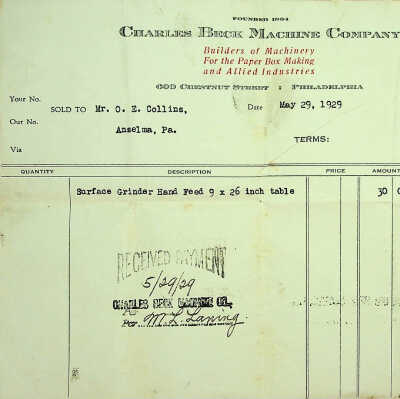 FOUNDED 1894
CHARLES BECK MACHINE COMPANY
Builders of Machinery
For the Paper Box Making
and Allied Industries
609 CHESTNUT STREET : PHILADELPHIA
Your No.
SOLD TO Mr. O. Z. Collins, Date May 29, 1929
Our No.
Anselma, Pa.
TERMS:
Via
QUANTITY DESCRIPTION PRICE AMOUNT
Surface Grinder Hand Feed 9 x 26 inch table 30
RECEIVED PAYMENT
5/29/29
CHARLES BECK MACHINE CO.
Per M. L. Laning